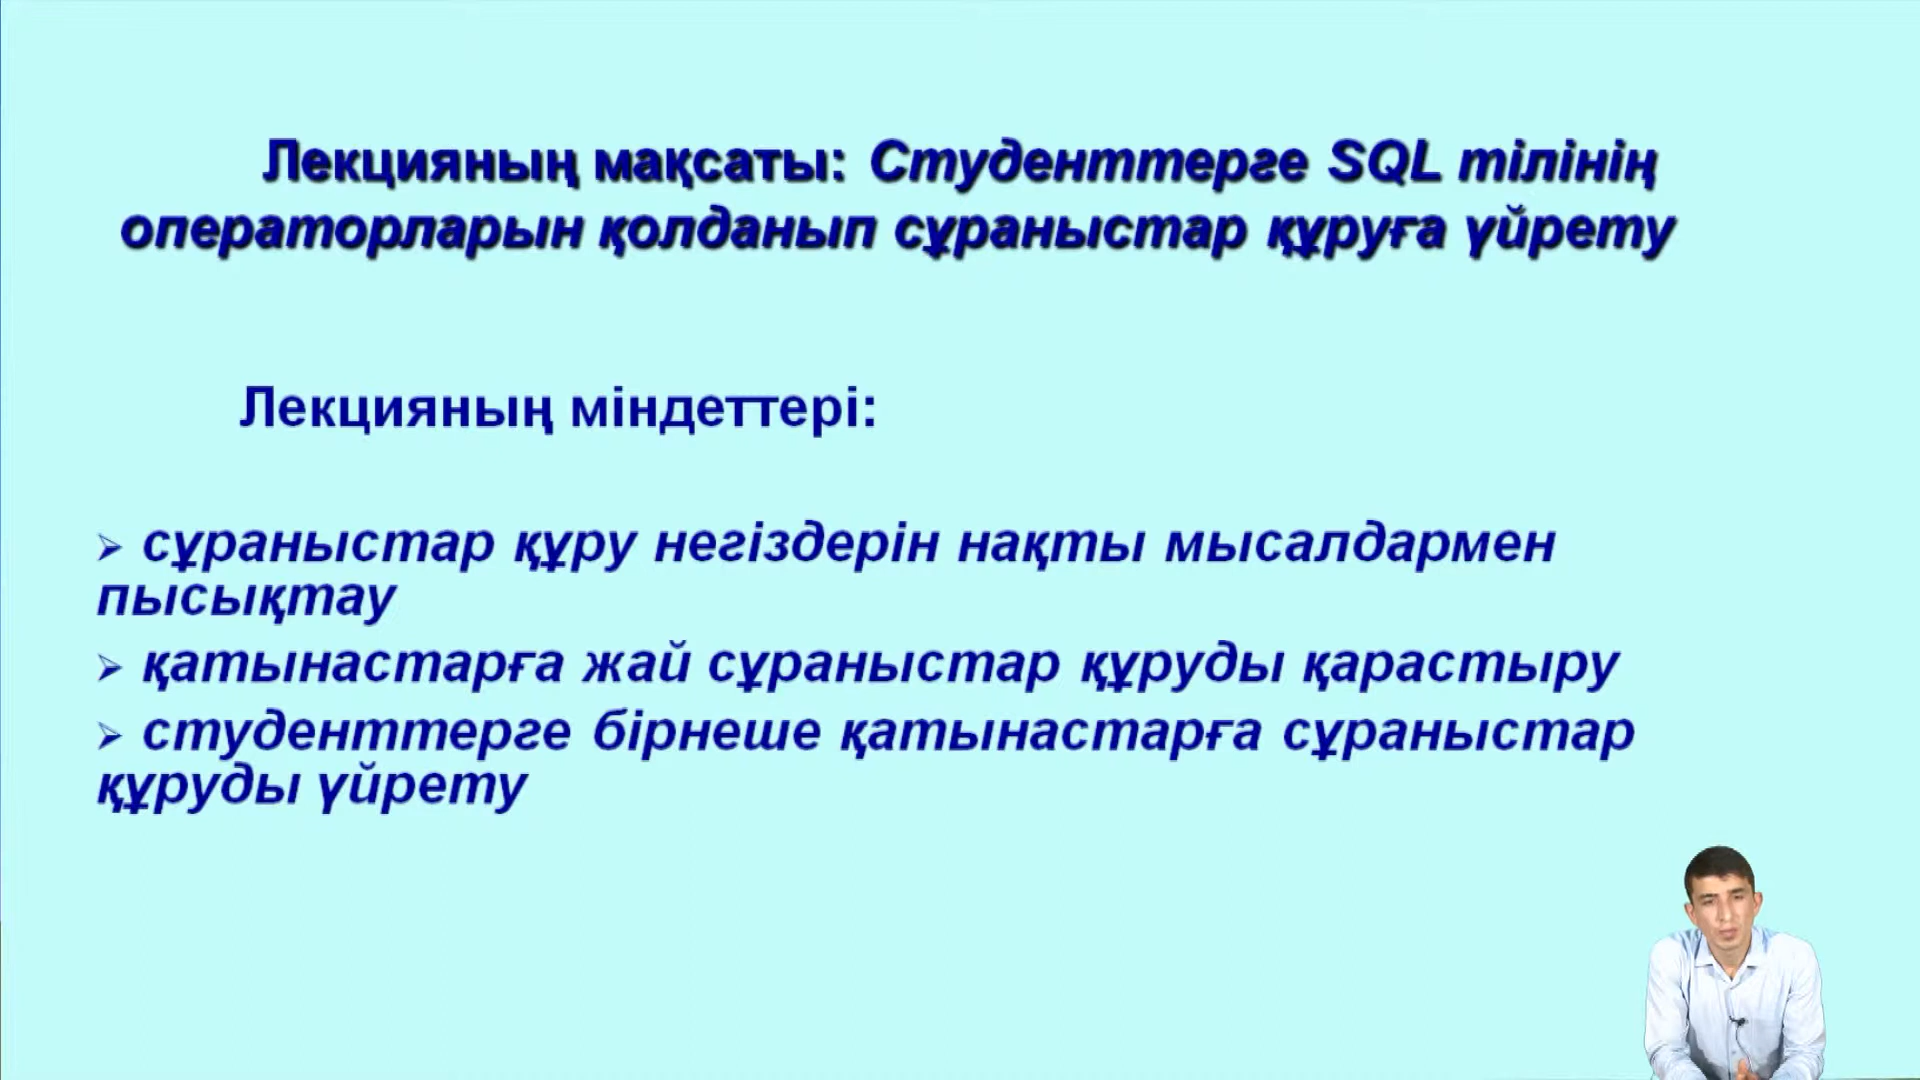 Лекцияның мақсаты: Студенттерге SQL тілінің
операторларын қолданып сұраныстар құруға үйрету
Лекцияның міндеттері:
➢ сұраныстар құру негіздерін нақты мысалдармен
пысықтау
➢ қатынастарға жай сұраныстар құруды қарастыру
➢ студенттерге бірнеше қатынастарға сұраныстар
құруды үйрету